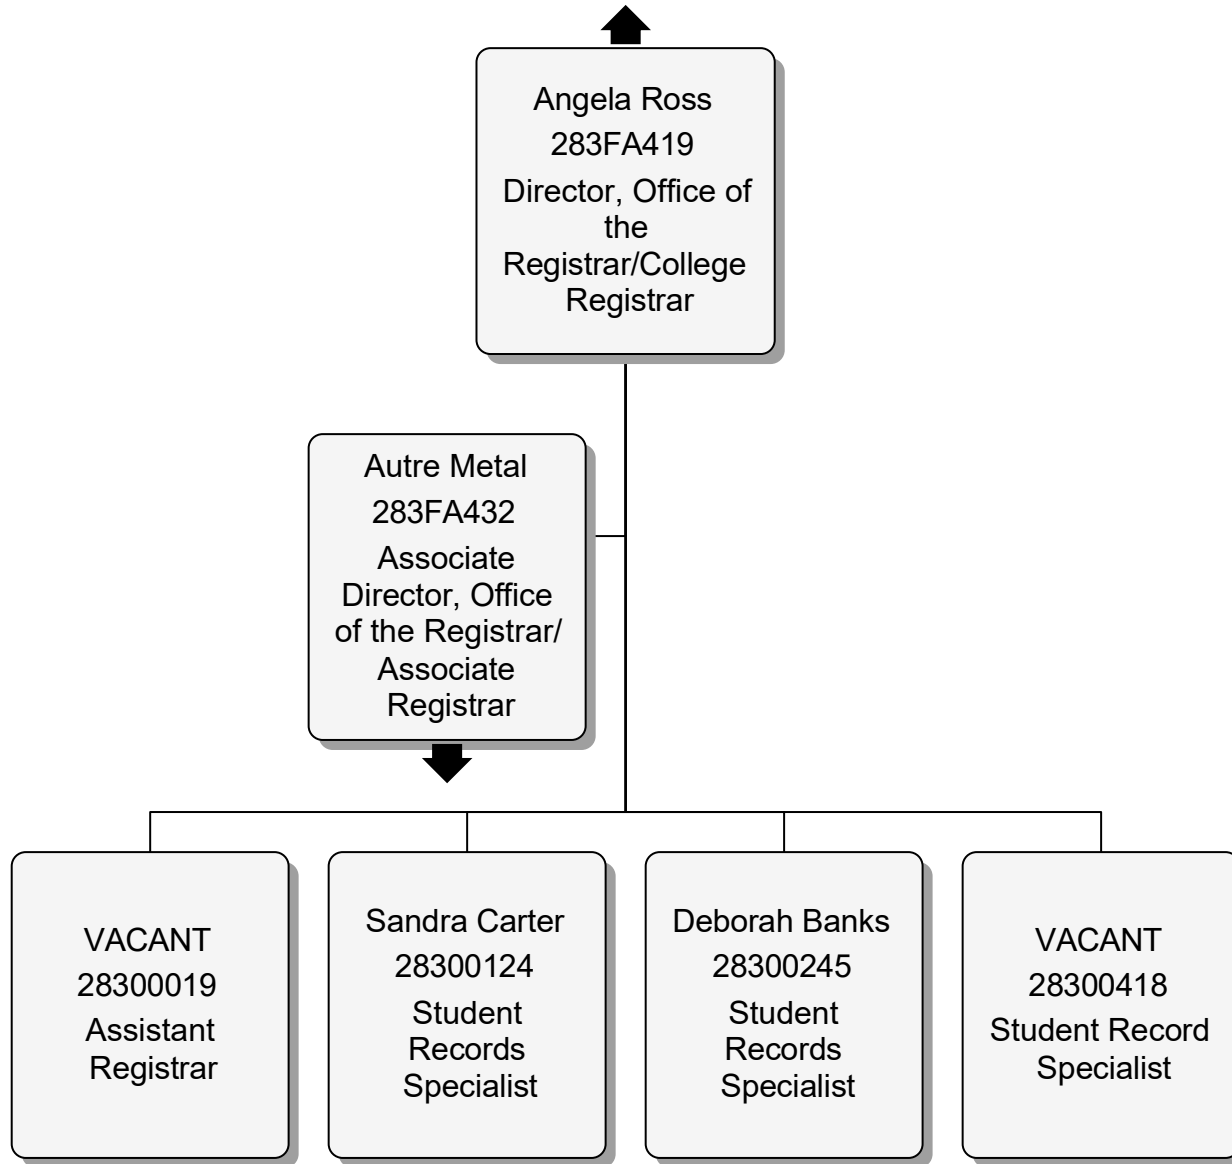 Angela Ross
283FA419
Director, Office of
the
Registrar/College
Registrar
Autre Metal
283FA432
Associate
Director, Office
of the Registrar/
Associate
Registrar
VACANT
28300019
Assistant
Registrar
Sandra Carter
28300124
Student
Records
Specialist
Deborah Banks
28300245
Student
Records
Specialist
VACANT
28300418
Student Record
Specialist